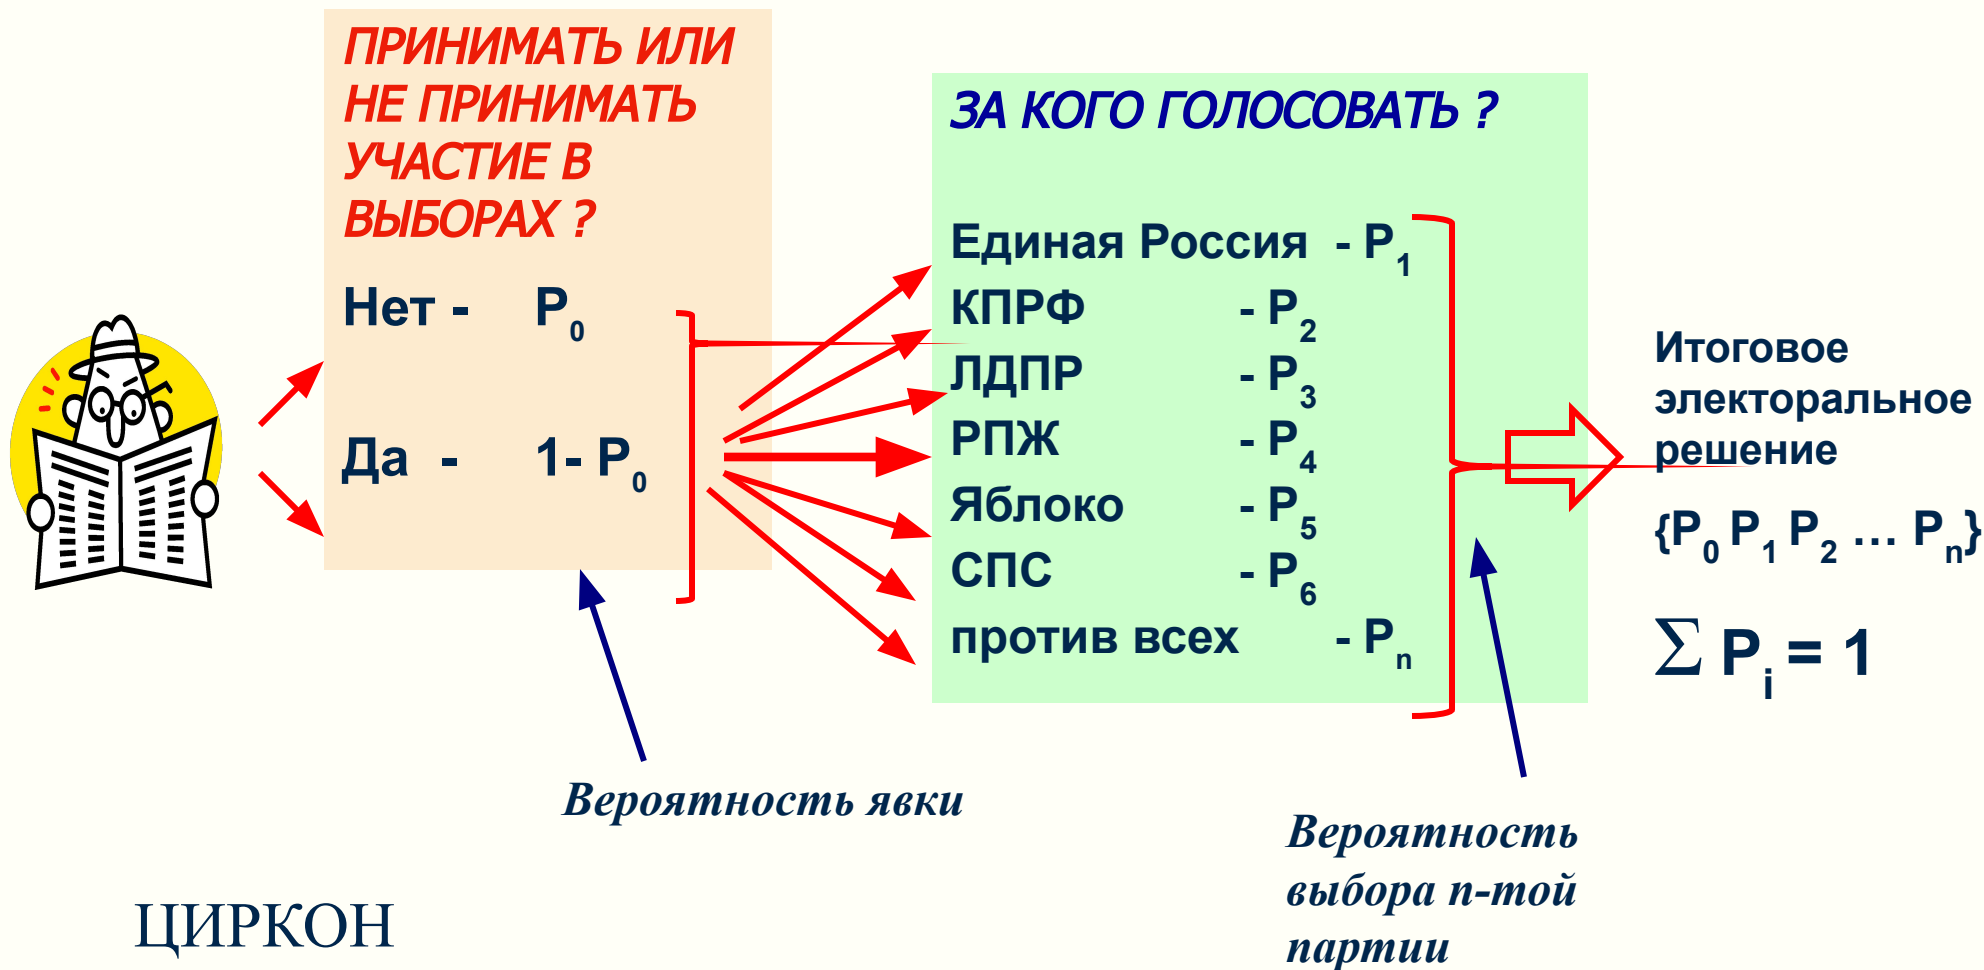 ПРИНИМАТЬ ИЛИ
НЕ ПРИНИМАТЬ
УЧАСТИЕ В
ВЫБОРАХ ?
Нет - P₀
Да - 1- P₀
Вероятность явки
ЗА КОГО ГОЛОСОВАТЬ ?
Единая Россия - P₁
КПРФ - P₂
ЛДПР - P₃
РПЖ - P₄
Яблоко - P₅
СПС - P₆
против всех - Pₙ
Вероятность
выбора n-той
партии
Итоговое
электоральное
решение
{P₀ P₁ P₂ … Pₙ}
∑ Pᵢ = 1
ЦИРКОН